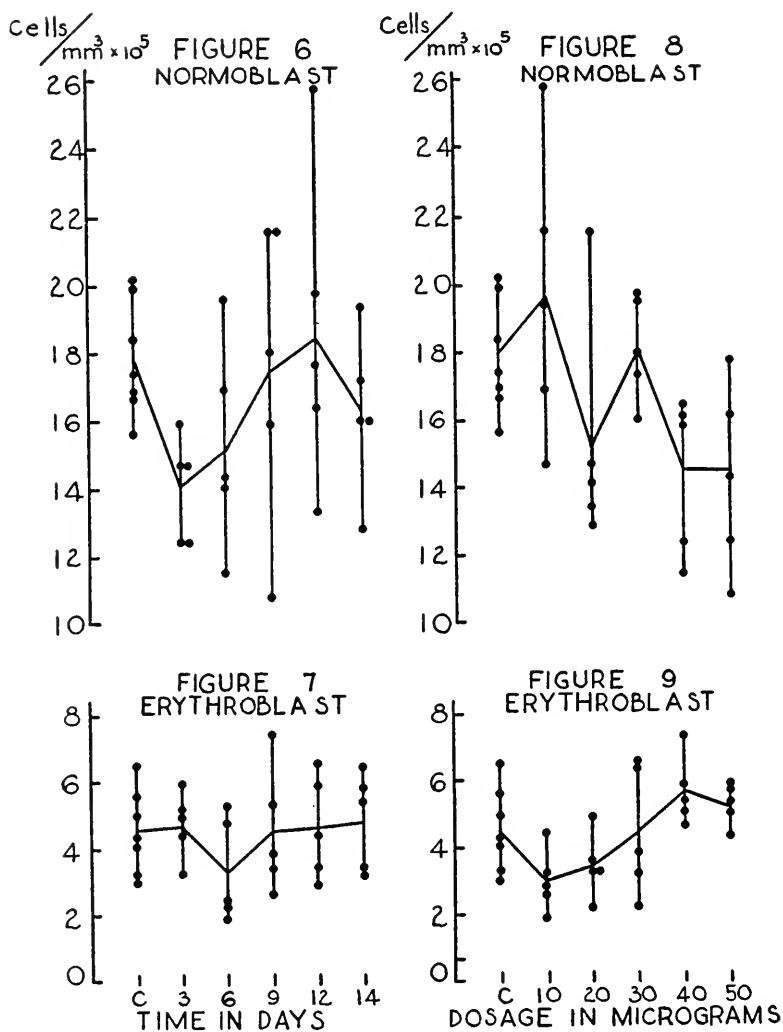 Cells/mm³ × 10⁵
FIGURE 6
NORMOBLAST
26
24
22
20
18
16
14
12
10
Cells/mm³ × 10⁵
FIGURE 8
NORMOBLAST
26
24
22
20
18
16
14
12
10
FIGURE 7
ERYTHROBLAST
8
6
4
2
0
C 3 6 9 12 14
TIME IN DAYS
FIGURE 9
ERYTHROBLAST
8
6
4
2
0
C 10 20 30 40 50
DOSAGE IN MICROGRAMS